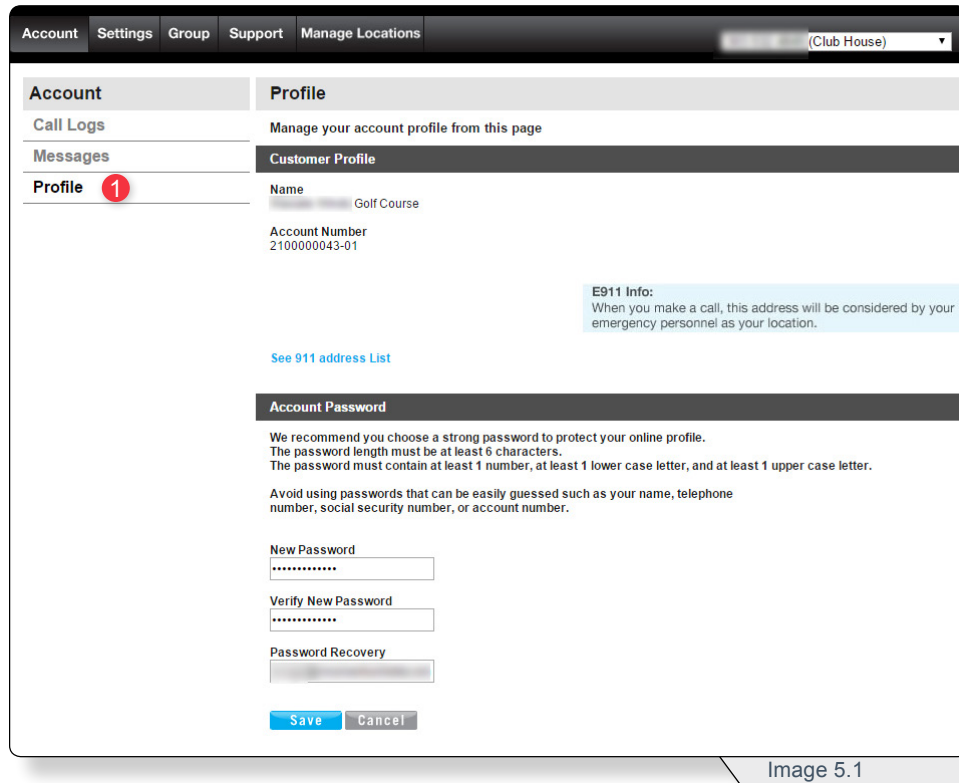 Account Settings Group Support Manage Locations
(Club House)
Account
Call Logs
Messages
Profile 1
Profile
Manage your account profile from this page
Customer Profile
Name
Golf Course
Account Number
2100000043-01
E911 Info:
When you make a call, this address will be considered by your
emergency personnel as your location.
See 911 address List
Account Password
We recommend you choose a strong password to protect your online profile.
The password length must be at least 6 characters.
The password must contain at least 1 number, at least 1 lower case letter, and at least 1 upper case letter.
Avoid using passwords that can be easily guessed such as your name, telephone
number, social security number, or account number.
New Password
•••••••••••••
Verify New Password
•••••••••••••
Password Recovery
Save Cancel
Image 5.1